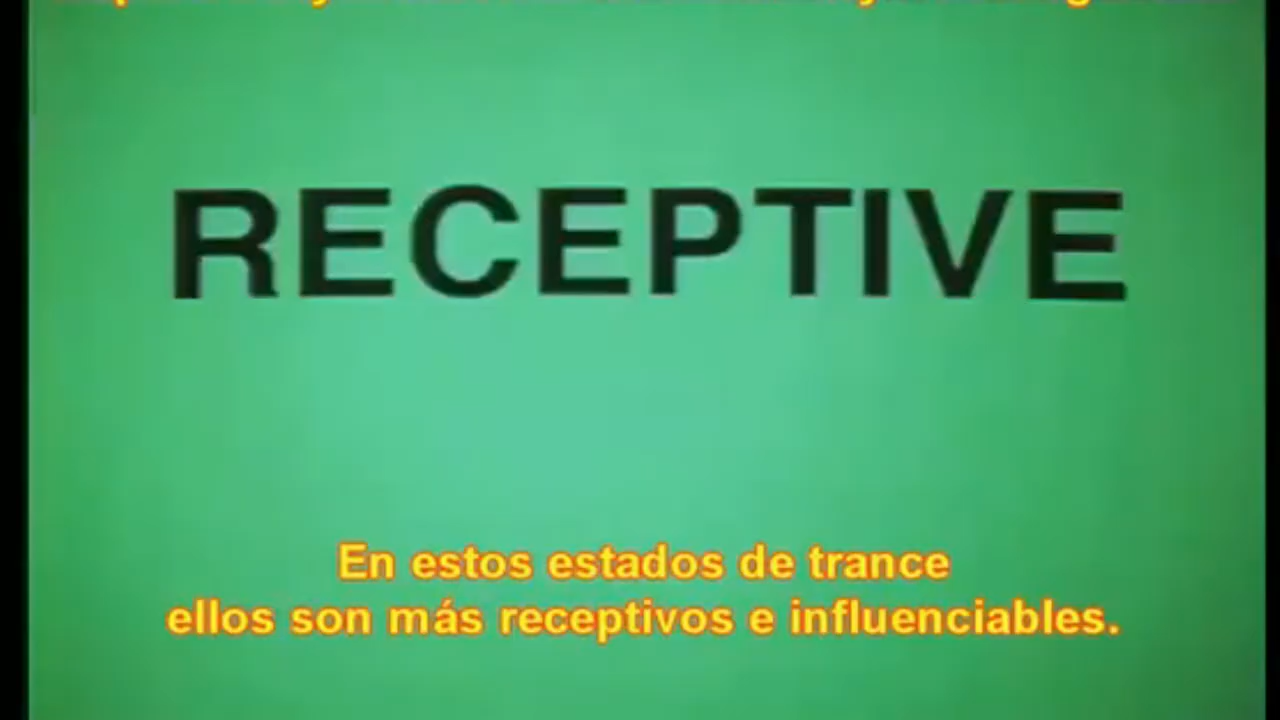 RECEPTIVE
En estos estados de trance
ellos son más receptivos e influenciables.